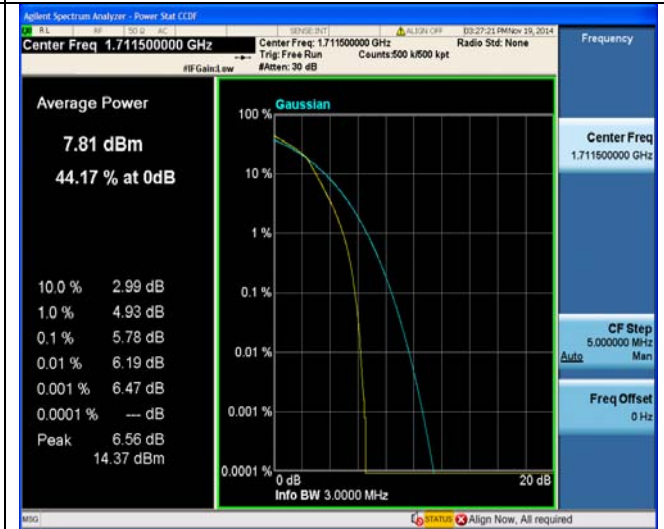 Agilent Spectrum Analyzer - Power Stat CCDF
RL RF 50 Ω AC SENSE:INT ALIGN OFF 03:27:21 PM Nov 19, 2014
Center Freq 1.711500000 GHz
Center Freq: 1.711500000 GHz Radio Std: None
Trig: Free Run Counts:500 k/500 kpt
#IFGain:Low #Atten: 30 dB
Frequency
Average Power
7.81 dBm
44.17 % at 0dB
10.0 % 2.99 dB
1.0 % 4.93 dB
0.1 % 5.78 dB
0.01 % 6.19 dB
0.001 % 6.47 dB
0.0001 % --- dB
Peak 6.56 dB
14.37 dBm
Gaussian
100 %
10 %
1 %
0.1 %
0.01 %
0.001 %
0.0001 %
0 dB 20 dB
Info BW 3.0000 MHz
Center Freq
1.711500000 GHz
CF Step
5.000000 MHz
Auto Man
Freq Offset
0 Hz
MSG STATUS Align Now, All required